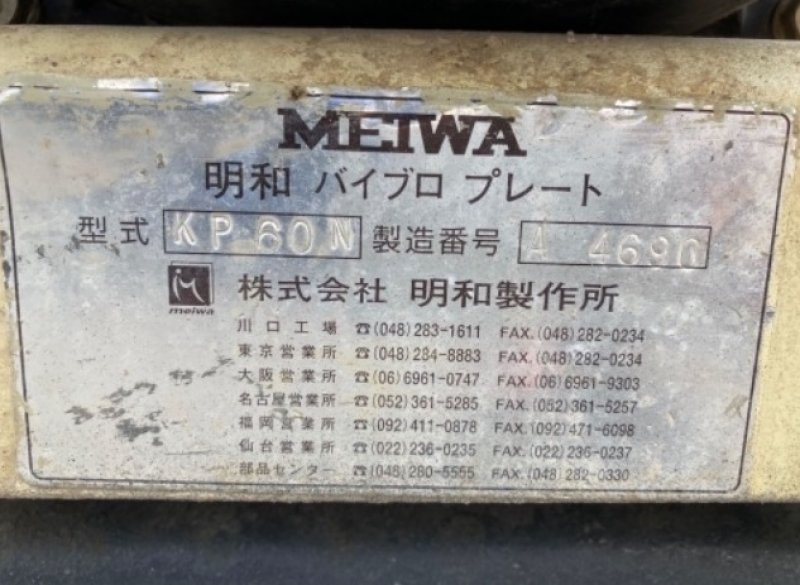 MEIWA
明和 バイブロ プレート
型式 KP 60N 製造番号 A 4690
meiwa 株式会社 明和製作所
川口工場 ☎(048)283-1611 FAX.(048)282-0234
東京営業所 ☎(048)284-8883 FAX.(048)282-0234
大阪営業所 ☎(06)6961-0747 FAX.(06)6961-9303
名古屋営業所 ☎(052)361-5285 FAX.(052)361-5257
福岡営業所 ☎(092)411-0878 FAX.(092)471-6098
仙台営業所 ☎(022)236-0235 FAX.(022)236-0237
部品センター ☎(048)280-5555 FAX.(048)282-0330